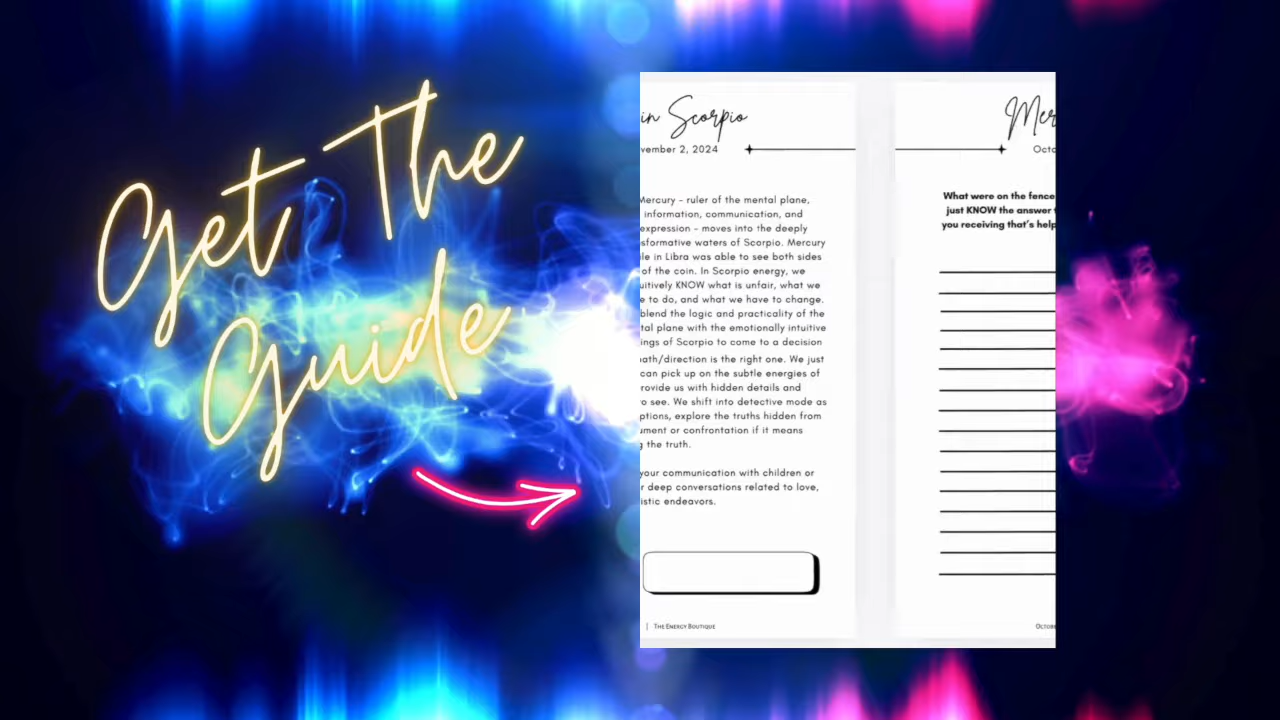 Get The
Guide
in Scorpio
vember 2, 2024
Mercury - ruler of the mental plane,
information, communication, and
expression - moves into the deeply
sformative waters of Scorpio. Mercury
le in Libra was able to see both sides
of the coin. In Scorpio energy, we
uitively KNOW what is unfair, what we
e to do, and what we have to change.
blend the logic and practicality of the
tal plane with the emotionally intuitive
ings of Scorpio to come to a decision
ath/direction is the right one. We just
can pick up on the subtle energies of
rovide us with hidden details and
o see. We shift into detective mode as
ptions, explore the truths hidden from
ument or confrontation if it means
g the truth.
your communication with children or
r deep conversations related to love,
istic endeavors.
| The Energy Boutique
Mer
Octo
What were on the fence
just KNOW the answer t
you receiving that's help
Octobe